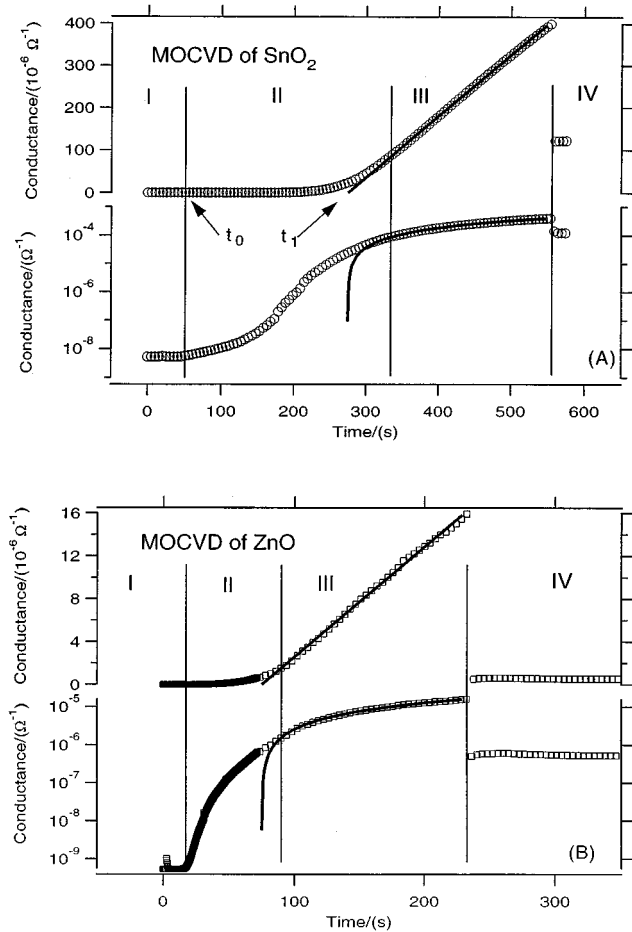 MOCVD of SnO2
I II III IV
Conductance/(10^-6 Ω^-1)
400
300
200
100
0
t0 t1
Conductance/(Ω^-1)
10^-4
10^-6
10^-8
(A)
0 100 200 300 400 500 600
Time/(s)
MOCVD of ZnO
I II III IV
Conductance/(10^-6 Ω^-1)
16
12
8
4
0
Conductance/(Ω^-1)
10^-5
10^-6
10^-7
10^-8
10^-9
(B)
0 100 200 300
Time/(s)